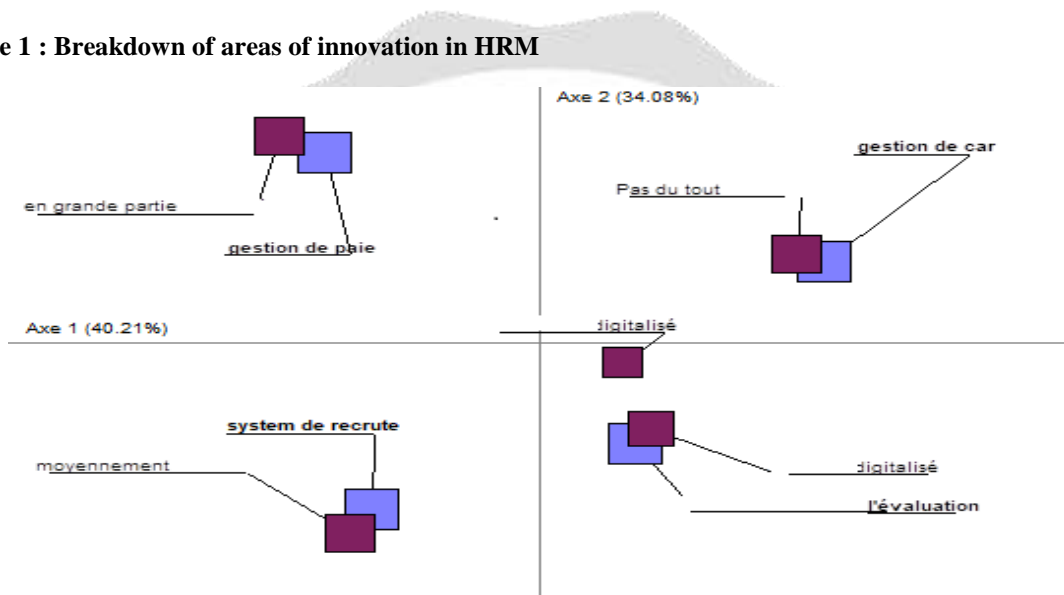 e 1 : Breakdown of areas of innovation in HRM
Axe 2 (34.08%)
gestion de car
Pas du tout
en grande partie
gestion de paie
Axe 1 (40.21%)
digitalisé
system de recrute
moyennement
digitalisé
l'évaluation